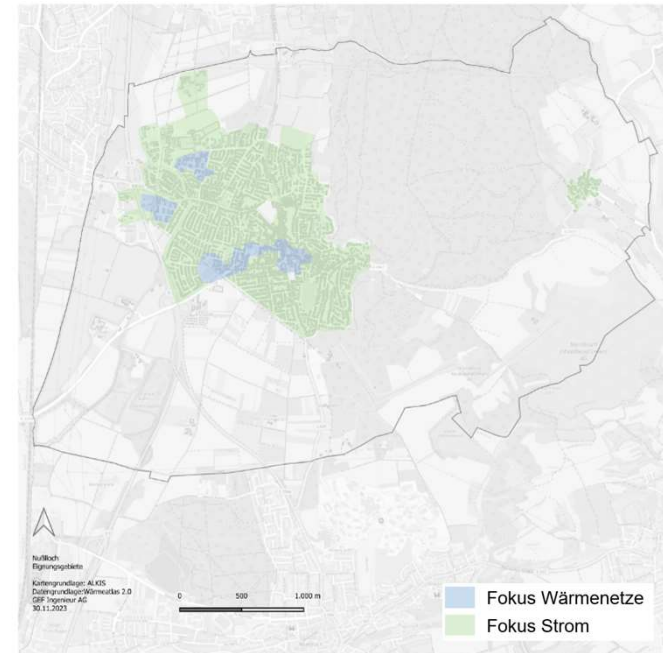 Nußloch
Eignungsgebiete
Kartengrundlage: ALKIS
Datengrundlage:Wärmeatlas 2.0
GEF Ingenieur AG
30.11.2023
0 500 1.000 m
Fokus Wärmenetze
Fokus Strom